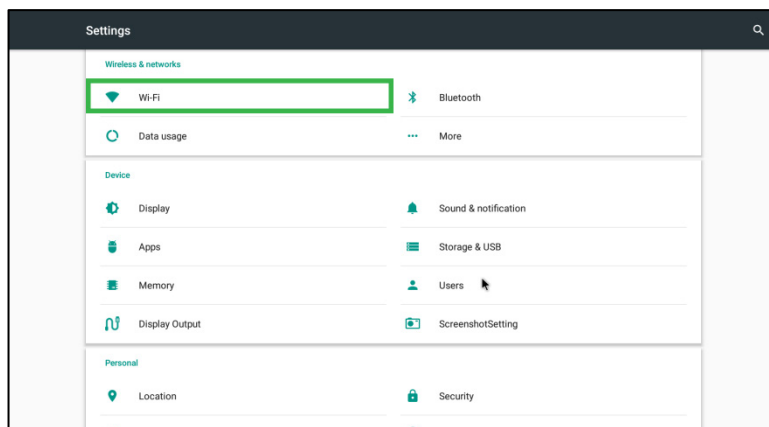 Settings
Wireless & networks
Wi-Fi
Bluetooth
Data usage
More
Device
Display
Sound & notification
Apps
Storage & USB
Memory
Users
Display Output
ScreenshotSetting
Personal
Location
Security